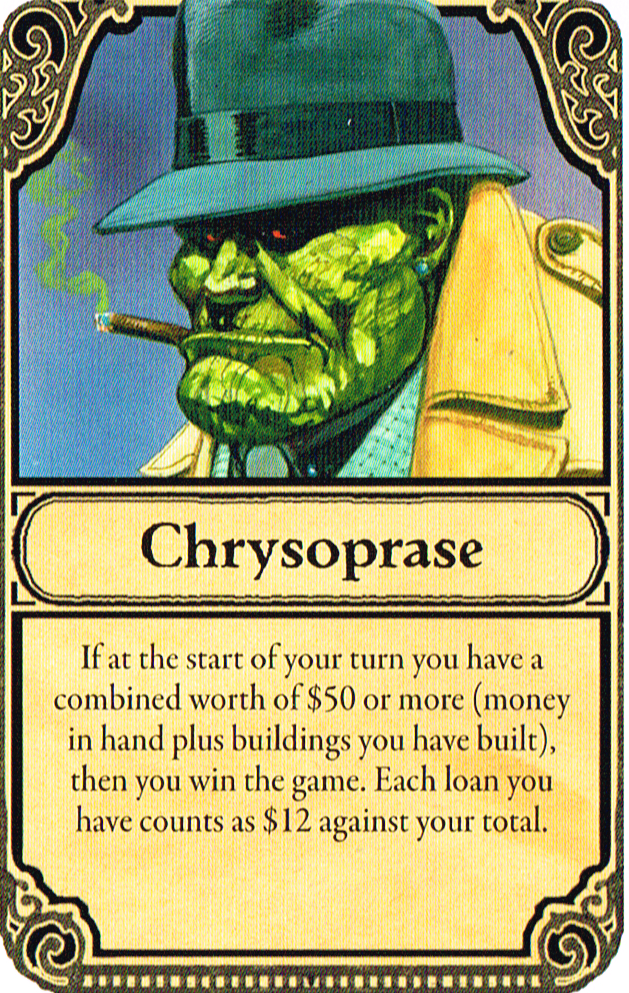 Chrysoprase
If at the start of your turn you have a
combined worth of $50 or more (money
in hand plus buildings you have built),
then you win the game. Each loan you
have counts as $12 against your total.